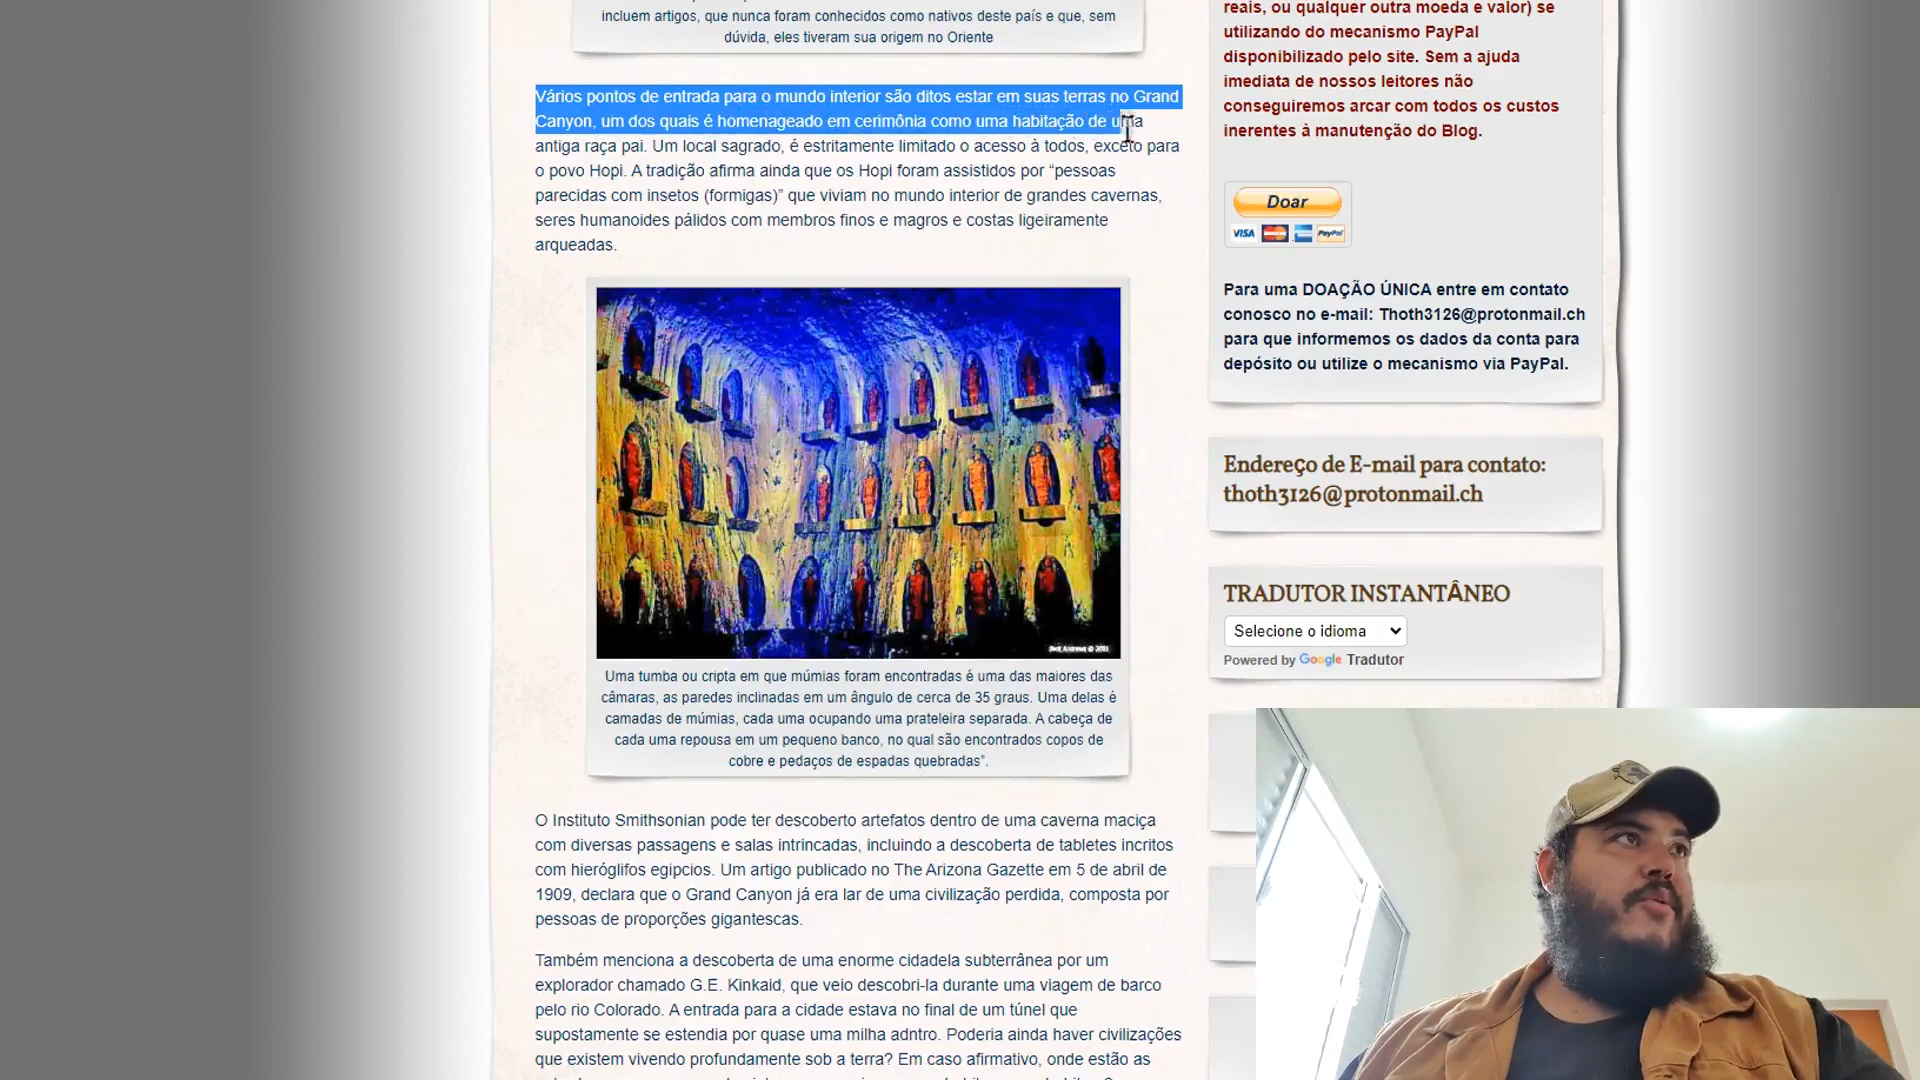 incluem artigos, que nunca foram conhecidos como nativos deste país e que, sem
dúvida, eles tiveram sua origem no Oriente
Vários pontos de entrada para o mundo interior são ditos estar em suas terras no Grand
Canyon, um dos quais é homenageado em cerimônia como uma habitação de uma
antiga raça pai. Um local sagrado, é estritamente limitado o acesso à todos, exceto para
o povo Hopi. A tradição afirma ainda que os Hopi foram assistidos por “pessoas
parecidas com insetos (formigas)” que viviam no mundo interior de grandes cavernas,
seres humanoides pálidos com membros finos e magros e costas ligeiramente
arqueadas.
Uma tumba ou cripta em que múmias foram encontradas é uma das maiores das
câmaras, as paredes inclinadas em um ângulo de cerca de 35 graus. Uma delas é
camadas de múmias, cada uma ocupando uma prateleira separada. A cabeça de
cada uma repousa em um pequeno banco, no qual são encontrados copos de
cobre e pedaços de espadas quebradas”.
O Instituto Smithsonian pode ter descoberto artefatos dentro de uma caverna maciça
com diversas passagens e salas intrincadas, incluindo a descoberta de tabletes incritos
com hieróglifos egipcios. Um artigo publicado no The Arizona Gazette em 5 de abril de
1909, declara que o Grand Canyon já era lar de uma civilização perdida, composta por
pessoas de proporções gigantescas.
Também menciona a descoberta de uma enorme cidadela subterrânea por um
explorador chamado G.E. Kinkaid, que veio descobri-la durante uma viagem de barco
pelo rio Colorado. A entrada para a cidade estava no final de um túnel que
supostamente se estendia por quase uma milha adntro. Poderia ainda haver civilizações
que existem vivendo profundamente sob a terra? Em caso afirmativo, onde estão as
reais, ou qualquer outra moeda e valor) se
utilizando do mecanismo PayPal
disponibilizado pelo site. Sem a ajuda
imediata de nossos leitores não
conseguiremos arcar com todos os custos
inerentes à manutenção do Blog.
Doar
VISA MasterCard PayPal
Para uma DOAÇÃO ÚNICA entre em contato
conosco no e-mail: Thoth3126@protonmail.ch
para que informemos os dados da conta para
depósito ou utilize o mecanismo via PayPal.
Endereço de E-mail para contato:
thoth3126@protonmail.ch
TRADUTOR INSTANTÂNEO
Selecione o idioma
Powered by Google Tradutor